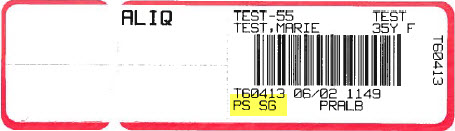 ALIQ
TEST-55 TEST
TEST,MARIE 35Y F
T60413 06/02 1149
PS SG PRALB
T60413